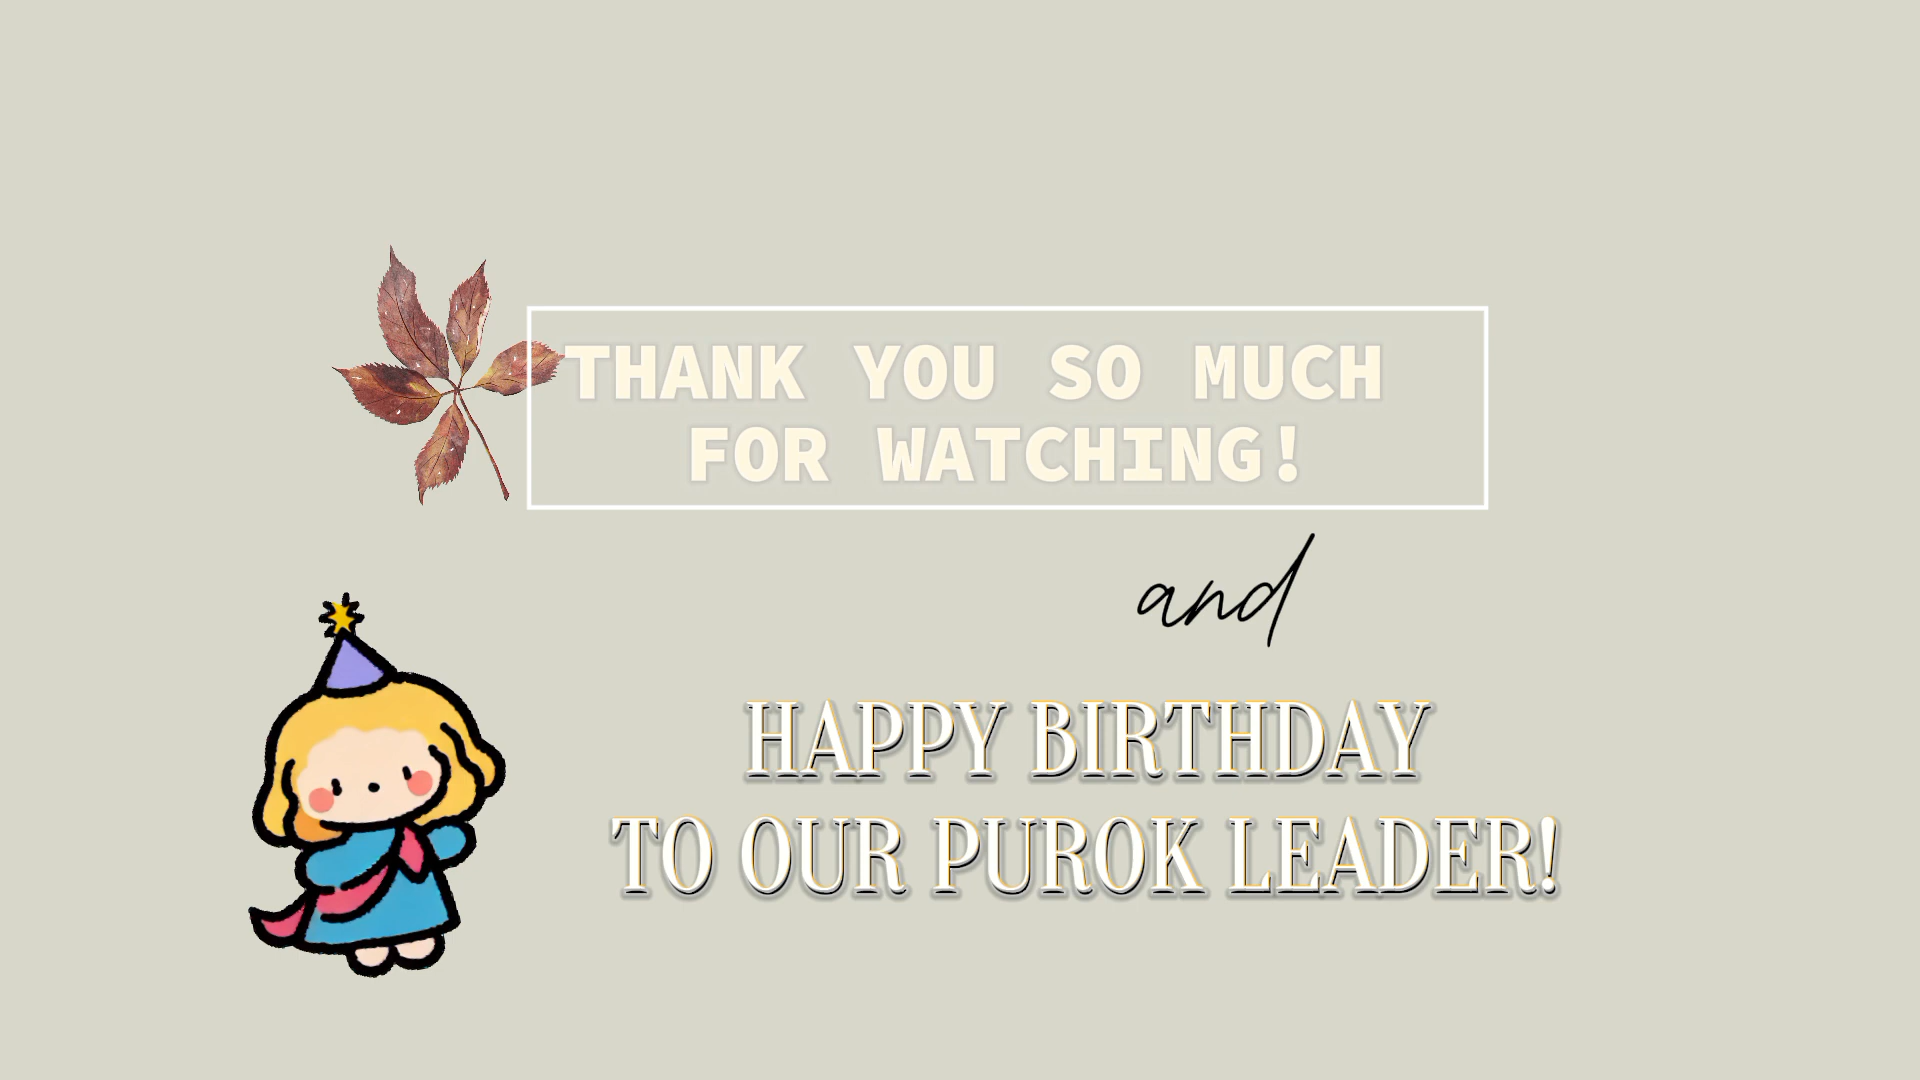 THANK YOU SO MUCH
FOR WATCHING!
and
HAPPY BIRTHDAY
TO OUR PUROK LEADER!